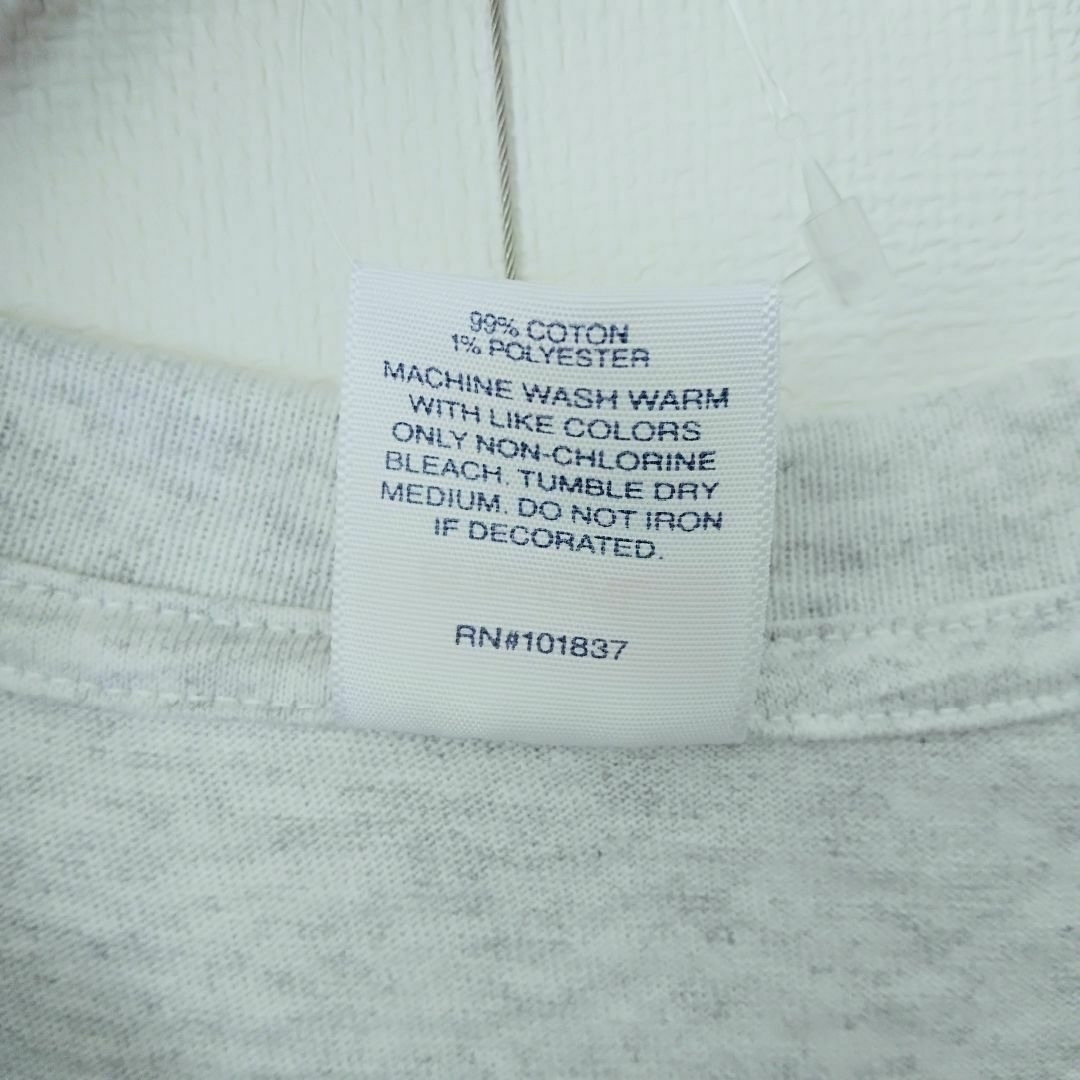 99% COTON
1% POLYESTER
MACHINE WASH WARM
WITH LIKE COLORS
ONLY NON-CHLORINE
BLEACH. TUMBLE DRY
MEDIUM. DO NOT IRON
IF DECORATED.
RN#101837